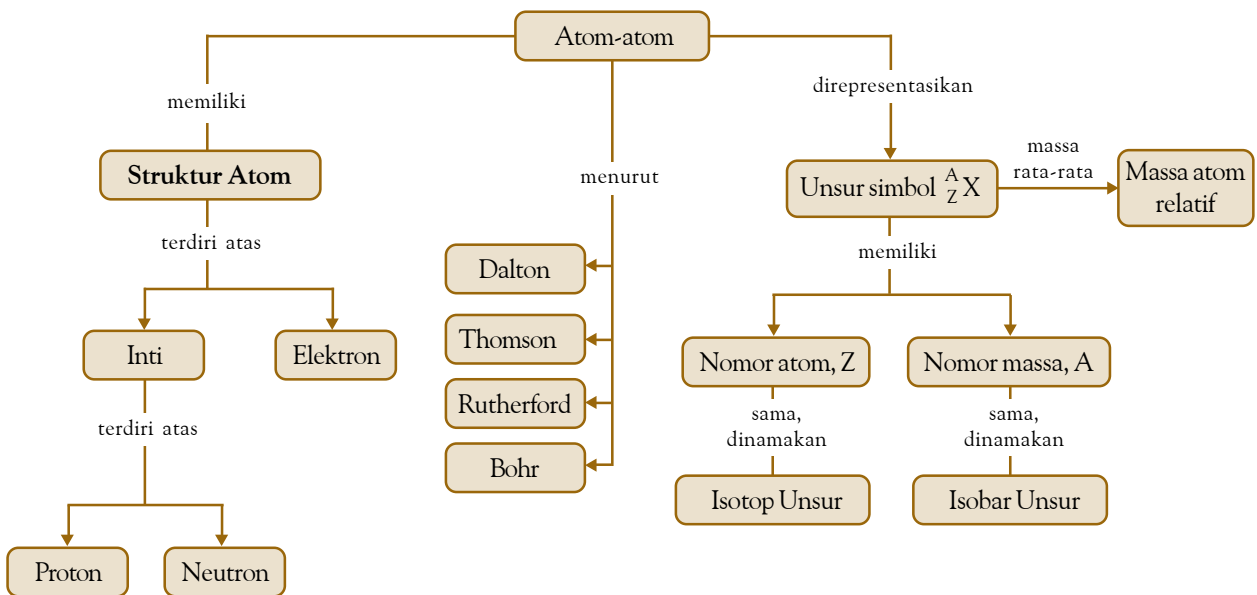 Atom-atom
memiliki
direpresentasikan
menurut
Struktur Atom
Unsur simbol ᴬ_Z X
massa
rata-rata
Massa atom
relatif
terdiri atas
memiliki
Dalton
Thomson
Rutherford
Bohr
Inti
Elektron
Nomor atom, Z
Nomor massa, A
terdiri atas
sama,
dinamakan
sama,
dinamakan
Isotop Unsur
Isobar Unsur
Proton
Neutron